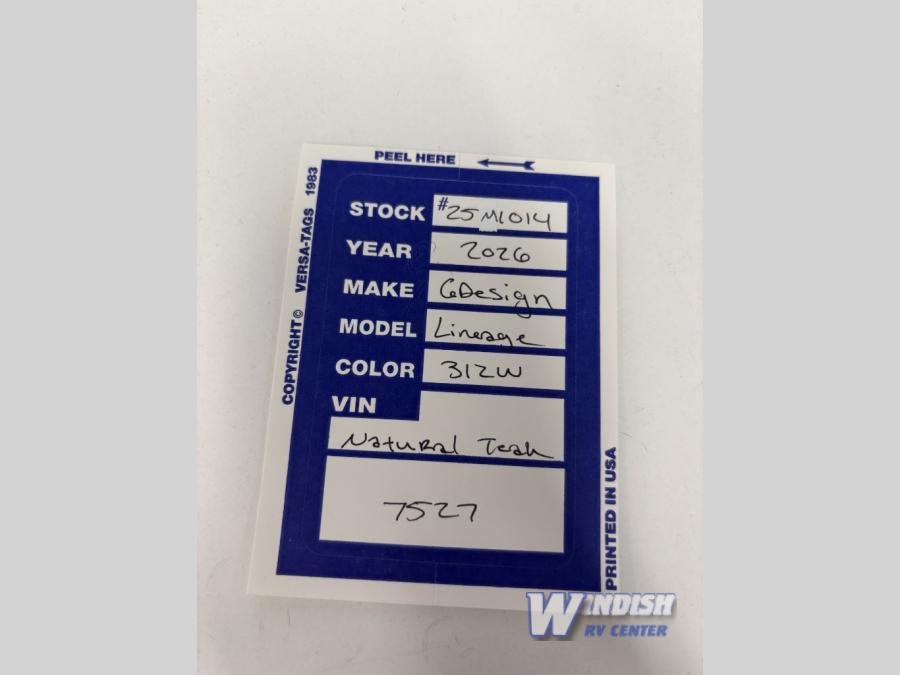 PEEL HERE
COPYRIGHT © VERSA-TAGS 1983
STOCK #25M1014
YEAR 2026
MAKE GDesign
MODEL Lineage
COLOR 312W
VIN
Natural Teak
7527
PRINTED IN USA
WINDISH
RV CENTER